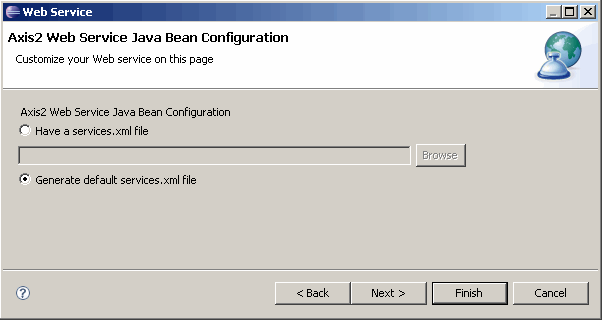 Web Service
Axis2 Web Service Java Bean Configuration
Customize your Web service on this page
Axis2 Web Service Java Bean Configuration
Have a services.xml file
Browse
Generate default services.xml file
?
< Back
Next >
Finish
Cancel